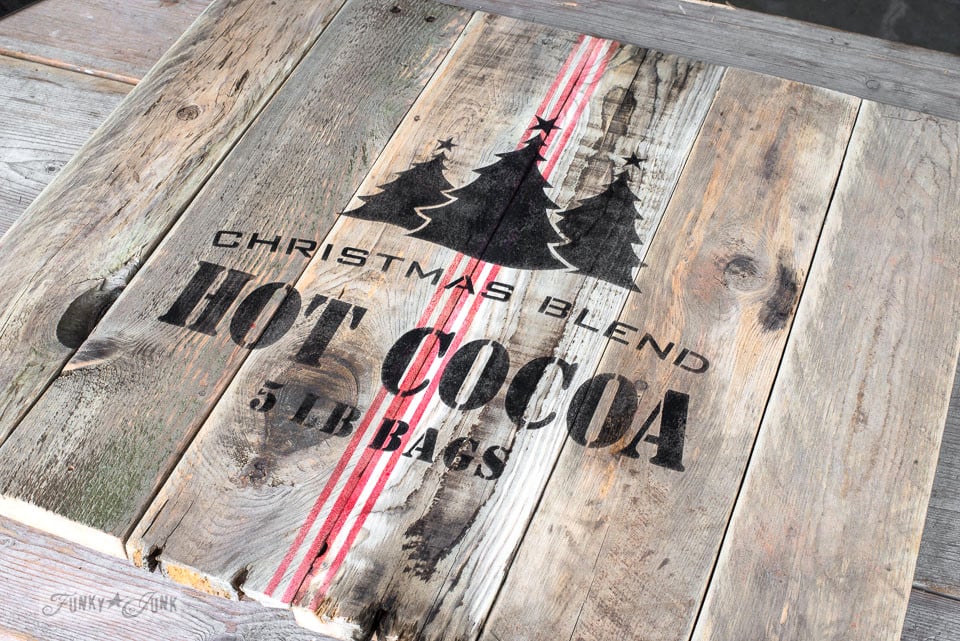 CHRISTMAS BLEND
HOT COCOA
5 LB BAGS
FUNKY★JUNK